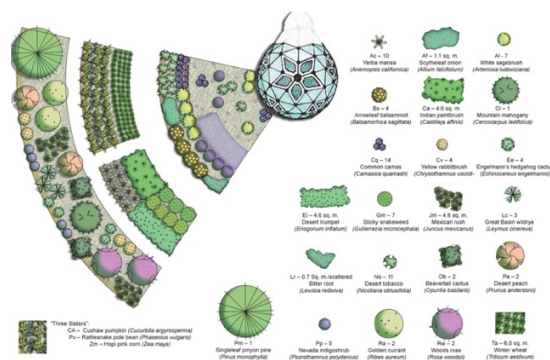 Ac – 10
Yerba mansa
(Anemopsis californica)
Af – 1.1 sq. m.
Scytheleaf onion
(Allium falcifolium)
Al – 7
White sagebrush
(Artemisia ludoviciana)
Bs – 4
Arrowleaf balsamroot
(Balsamorhiza sagittata)
Ca – 4.6 sq. m.
Indian paintbrush
(Castilleja affinis)
Cl – 1
Mountain mahogany
(Cercocarpus ledifolius)
Cq – 14
Common camas
(Camassia quamash)
Cv – 4
Yellow rabbitbrush
(Chrysothamnus viscidi-
Ee – 4
Engelmann's hedgehog cactus
(Echinocereus engelmannii)
Ei – 4.6 sq. m.
Desert trumpet
(Eriogonum inflatum)
Gm – 7
Sticky snakeweed
(Gutierrezia microcephala)
Jm – 4.6 sq. m.
Mexican rush
(Juncus mexicanus)
Lc – 3
Great Basin wildrye
(Leymus cinereus)
Lr – 0.7 Sq. m./scattered
Bitter root
(Lewisia rediviva)
No – 11
Desert tobacco
(Nicotiana obtusifolia)
Ob – 2
Beavertail cactus
(Opuntia basilaris)
Pa – 2
Desert peach
(Prunus andersonii)
"Three Sisters":
CA – Cushaw pumpkin (Cucurbita argyrosperma)
Pv – Rattlesnake pole bean (Phaseolus vulgaris)
Zm – Hopi pink corn (Zea mays)
Pm – 1
Singleleaf pinyon pine
(Pinus monophylla)
Pp – 5
Nevada indigoshrub
(Psorothamnus polydenius)
Ra – 2
Golden currant
(Ribes aureum)
Rw – 2
Woods rose
(Rosa woodsii)
Ta – 6.0 sq. m.
Winter wheat
(Triticum aestivum)